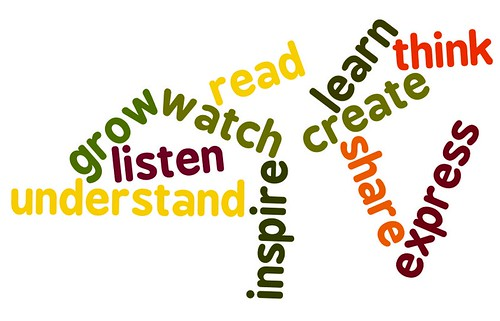 learn
think
read
create
grow
watch
listen
share
express
understand
inspire